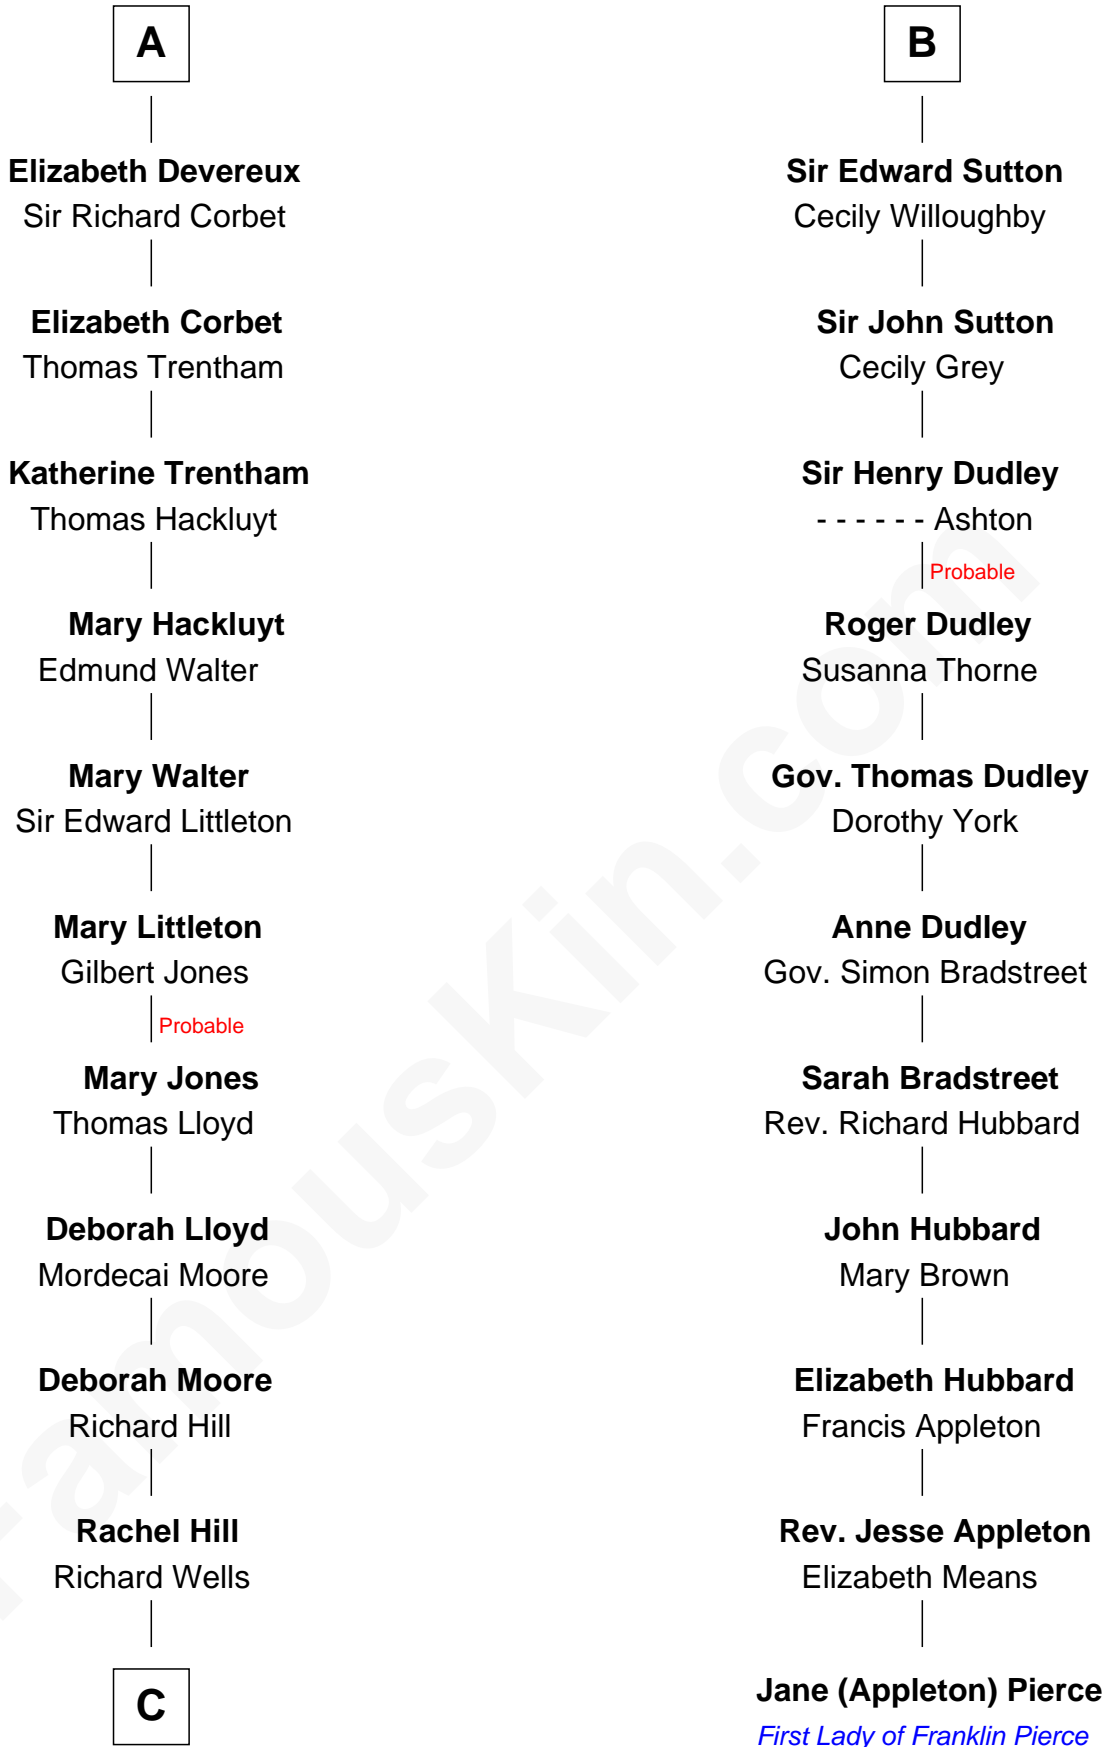 A
Elizabeth Devereux
Sir Richard Corbet
Elizabeth Corbet
Thomas Trentham
Katherine Trentham
Thomas Hackluyt
Mary Hackluyt
Edmund Walter
Mary Walter
Sir Edward Littleton
Mary Littleton
Gilbert Jones
Probable
Mary Jones
Thomas Lloyd
Deborah Lloyd
Mordecai Moore
Deborah Moore
Richard Hill
Rachel Hill
Richard Wells
C
B
Sir Edward Sutton
Cecily Willoughby
Sir John Sutton
Cecily Grey
Sir Henry Dudley
- - - - - - Ashton
Probable
Roger Dudley
Susanna Thorne
Gov. Thomas Dudley
Dorothy York
Anne Dudley
Gov. Simon Bradstreet
Sarah Bradstreet
Rev. Richard Hubbard
John Hubbard
Mary Brown
Elizabeth Hubbard
Francis Appleton
Rev. Jesse Appleton
Elizabeth Means
Jane (Appleton) Pierce
First Lady of Franklin Pierce
FamousKin.com